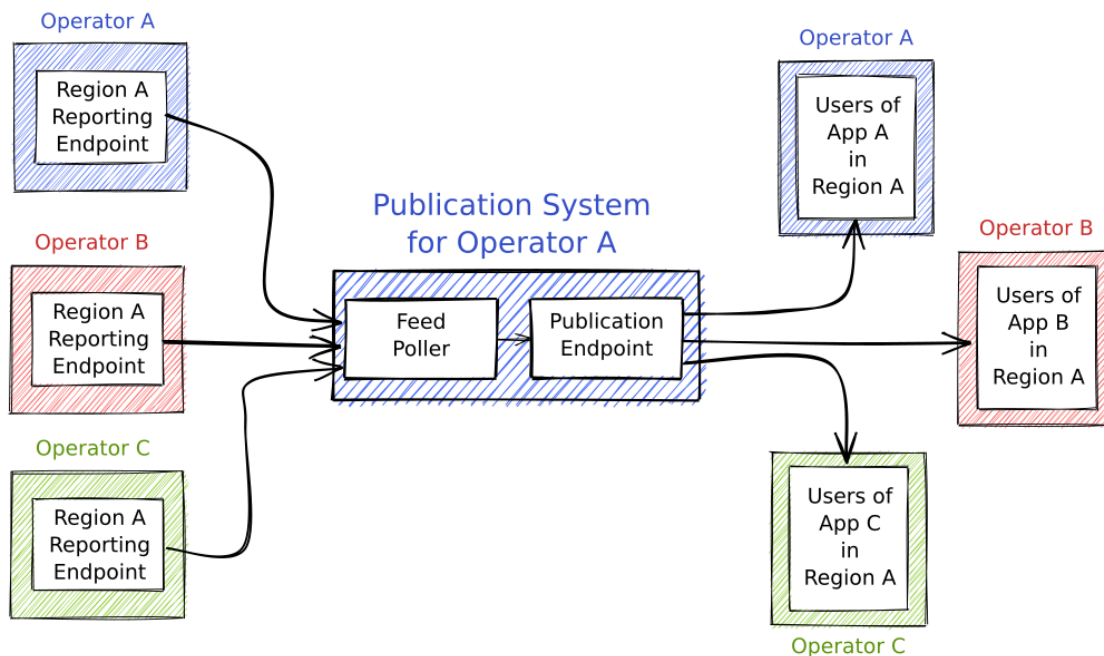 Operator A
Region A
Reporting
Endpoint
Operator B
Region A
Reporting
Endpoint
Operator C
Region A
Reporting
Endpoint
Publication System
for Operator A
Feed
Poller
Publication
Endpoint
Operator A
Users of
App A
in
Region A
Operator B
Users of
App B
in
Region A
Users of
App C
in
Region A
Operator C